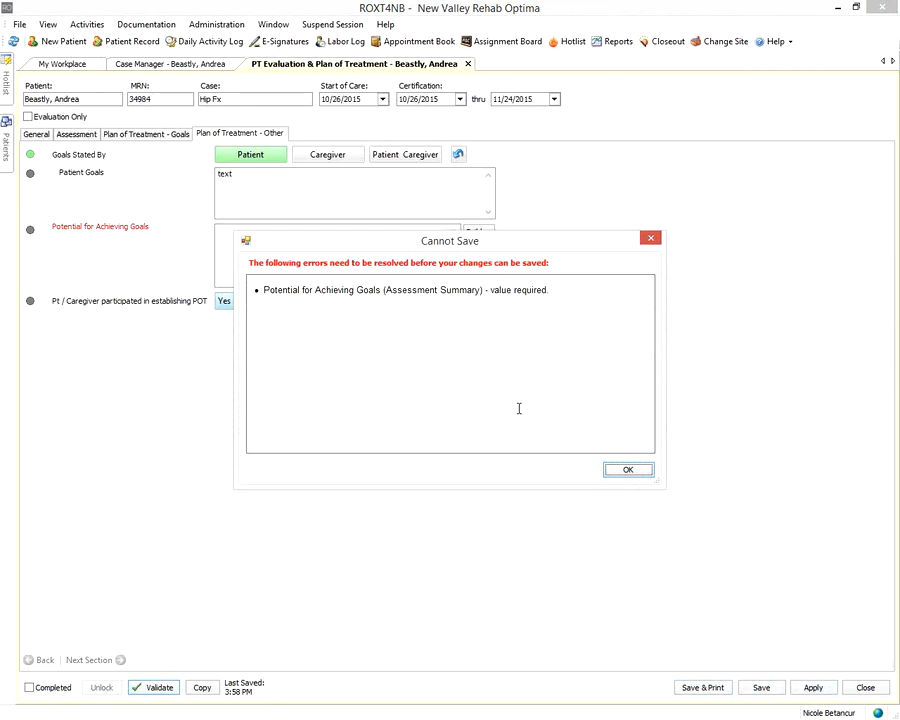 RO ROXT4NB - New Valley Rehab Optima
File View Activities Documentation Administration Window Suspend Session Help
New Patient Patient Record Daily Activity Log E-Signatures Labor Log Appointment Book Assignment Board Hotlist Reports Closeout Change Site Help
My Workplace Case Manager - Beastly, Andrea PT Evaluation & Plan of Treatment - Beastly, Andrea
Hotlist
Patients
Patient: MRN: Case: Start of Care: Certification:
Beastly, Andrea 34984 Hip Fx 10/26/2015 10/26/2015 thru 11/24/2015
Evaluation Only
General Assessment Plan of Treatment - Goals Plan of Treatment - Other
Goals Stated By Patient Caregiver Patient Caregiver
Patient Goals text
Potential for Achieving Goals
Cannot Save
The following errors need to be resolved before your changes can be saved:
• Potential for Achieving Goals (Assessment Summary) - value required.
Pt / Caregiver participated in establishing POT Yes
OK
Back Next Section
Completed Unlock Validate Copy Last Saved: Save & Print Save Apply Close
3:58 PM
Nicole Betancur